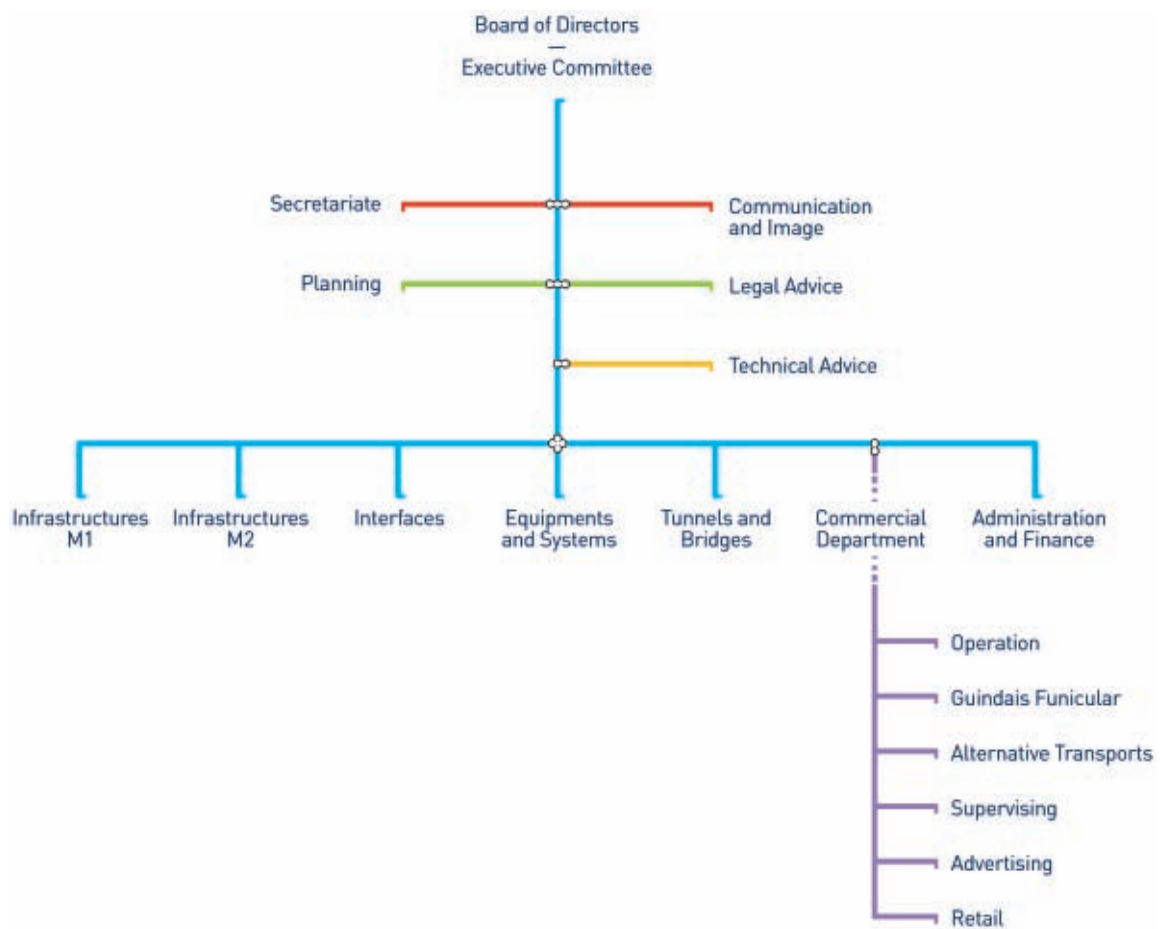 Board of Directors
—
Executive Committee
Secretariate
Communication
and Image
Planning
Legal Advice
Technical Advice
Infrastructures
M1
Infrastructures
M2
Interfaces
Equipments
and Systems
Tunnels and
Bridges
Commercial
Department
Administration
and Finance
Operation
Guindais Funicular
Alternative Transports
Supervising
Advertising
Retail